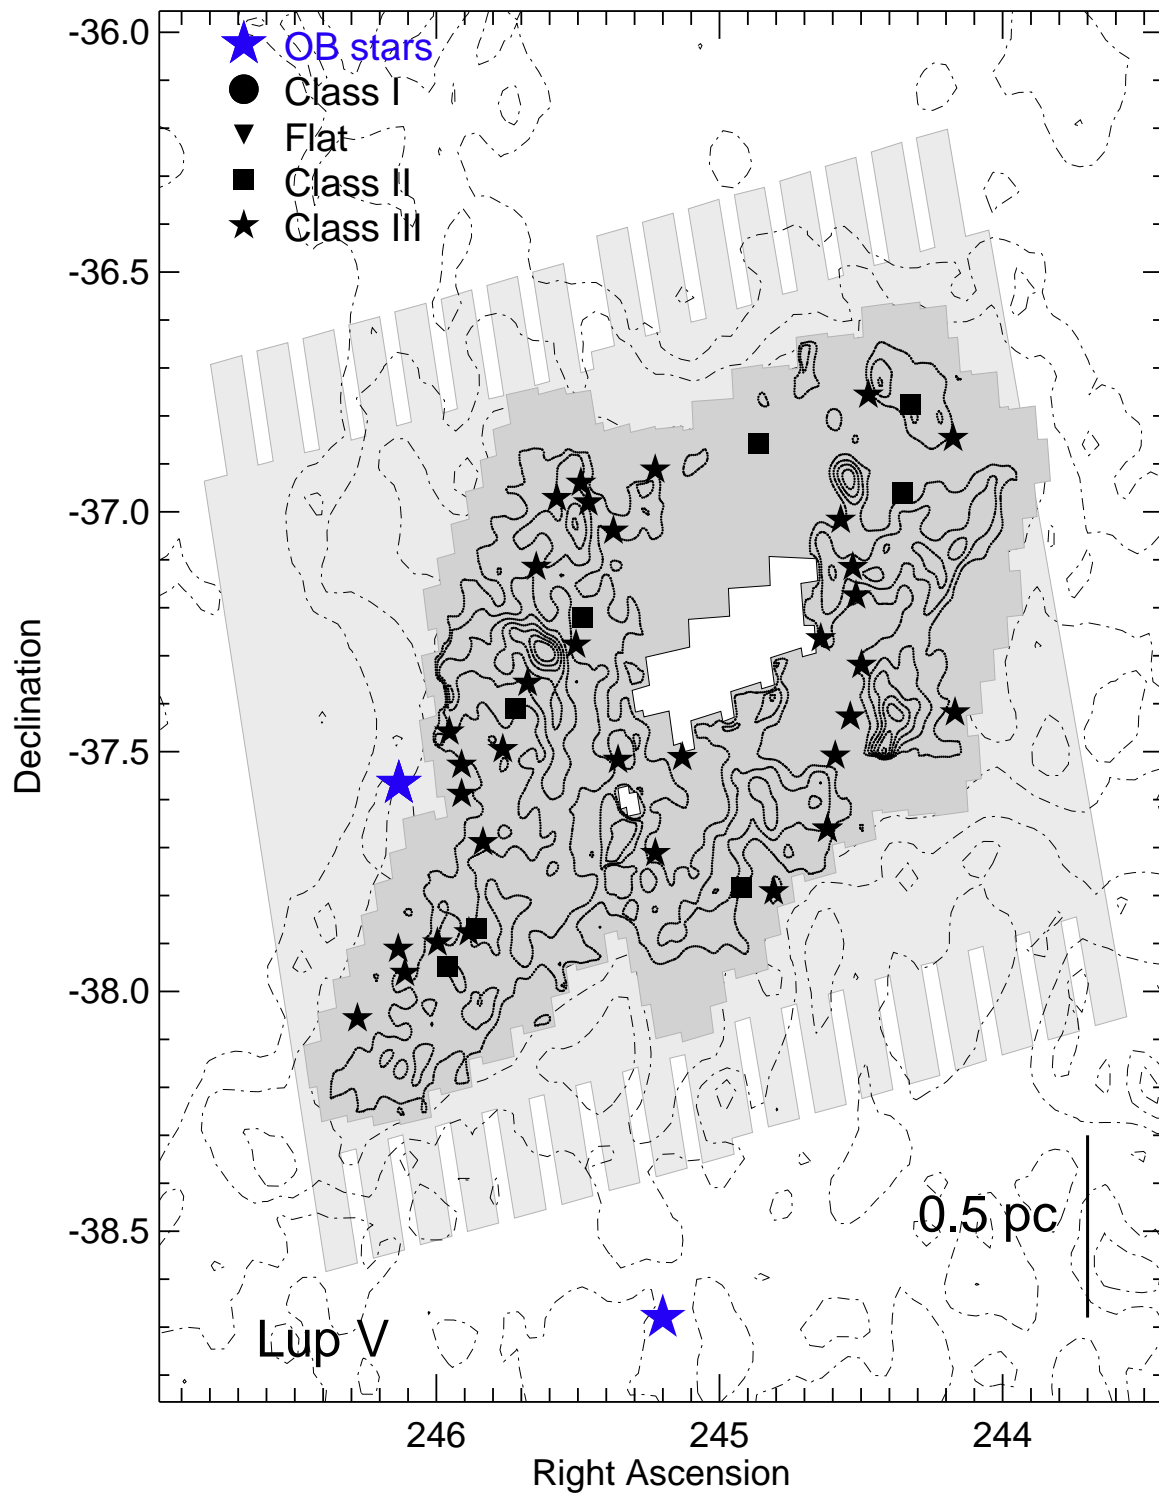 -36.0
OB stars
Class I
Flat
Class II
Class III
-36.5
-37.0
-37.5
-38.0
-38.5
Declination
0.5 pc
Lup V
246
245
244
Right Ascension